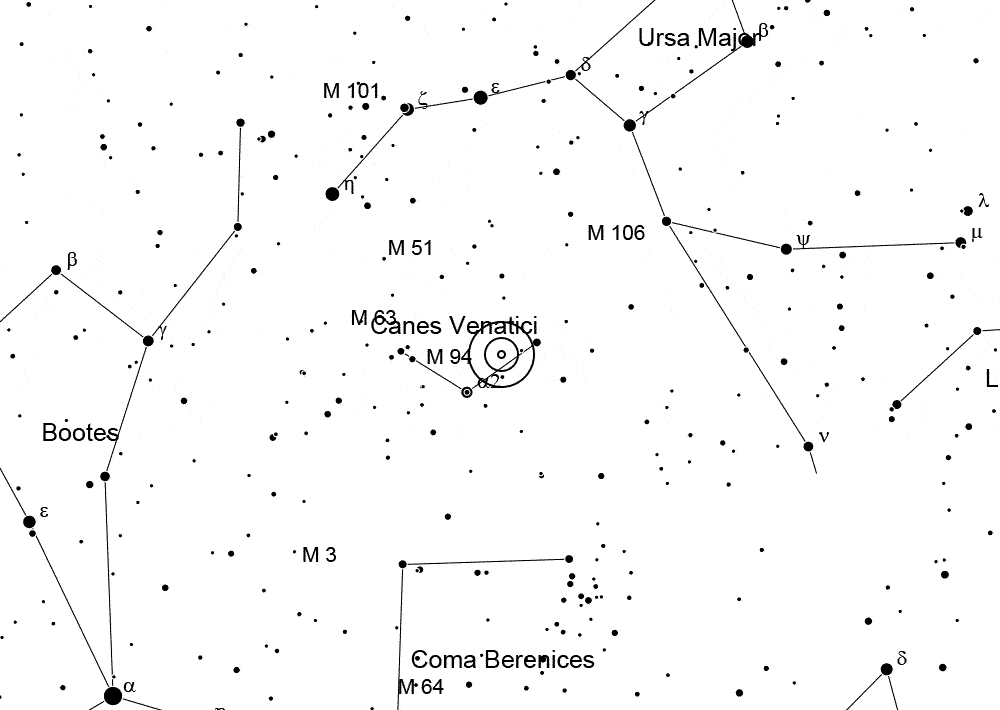 Ursa Major β
δ
M 101 ζ ε
γ
η
λ
M 51 M 106 ψ μ
β
M 63 Canes Venatici
γ
M 94
α2
L
Bootes ν
ε
M 3
Coma Berenices δ
α M 64